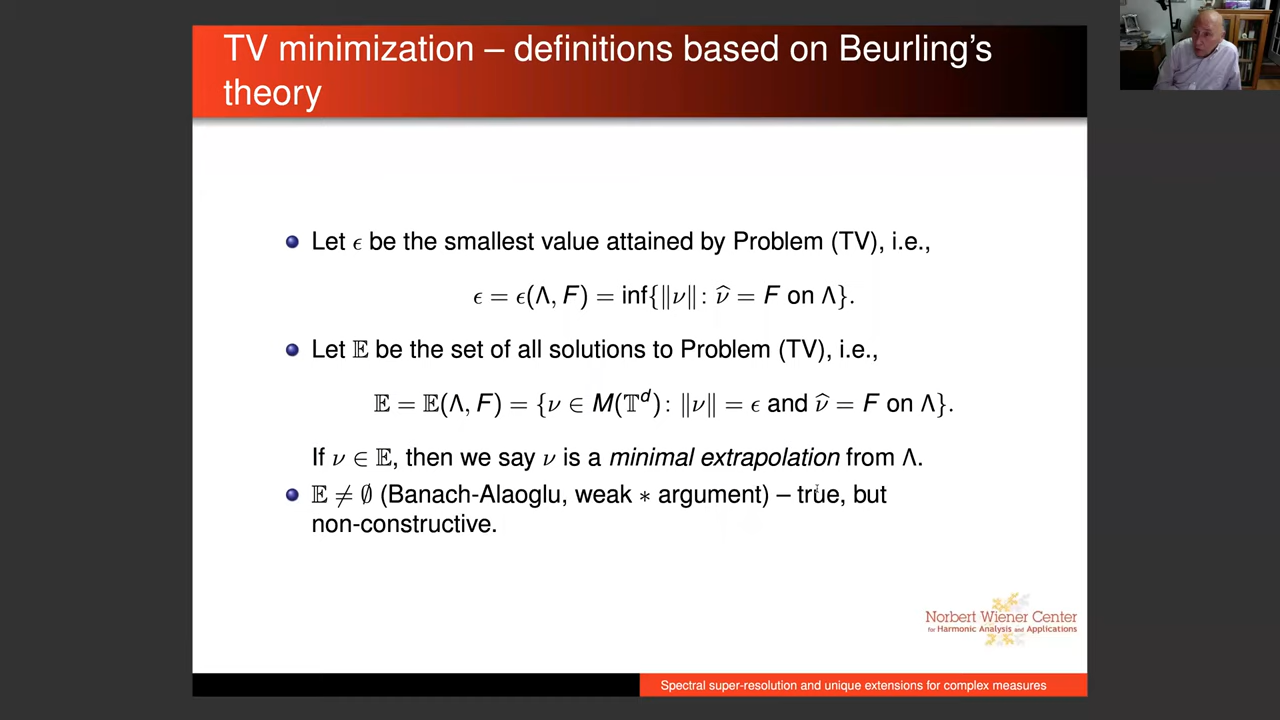 TV minimization – definitions based on Beurling's
theory
Let ϵ be the smallest value attained by Problem (TV), i.e.,
ϵ = ϵ(Λ, F) = inf{‖ν‖: ν̂ = F on Λ}.
Let 𝔼 be the set of all solutions to Problem (TV), i.e.,
𝔼 = 𝔼(Λ, F) = {ν ∈ M(𝕋ᵈ): ‖ν‖ = ϵ and ν̂ = F on Λ}.
If ν ∈ 𝔼, then we say ν is a minimal extrapolation from Λ.
𝔼 ≠ ∅ (Banach-Alaoglu, weak ∗ argument) – true, but
non-constructive.
Norbert Wiener Center
for Harmonic Analysis and Applications
Spectral super-resolution and unique extensions for complex measures